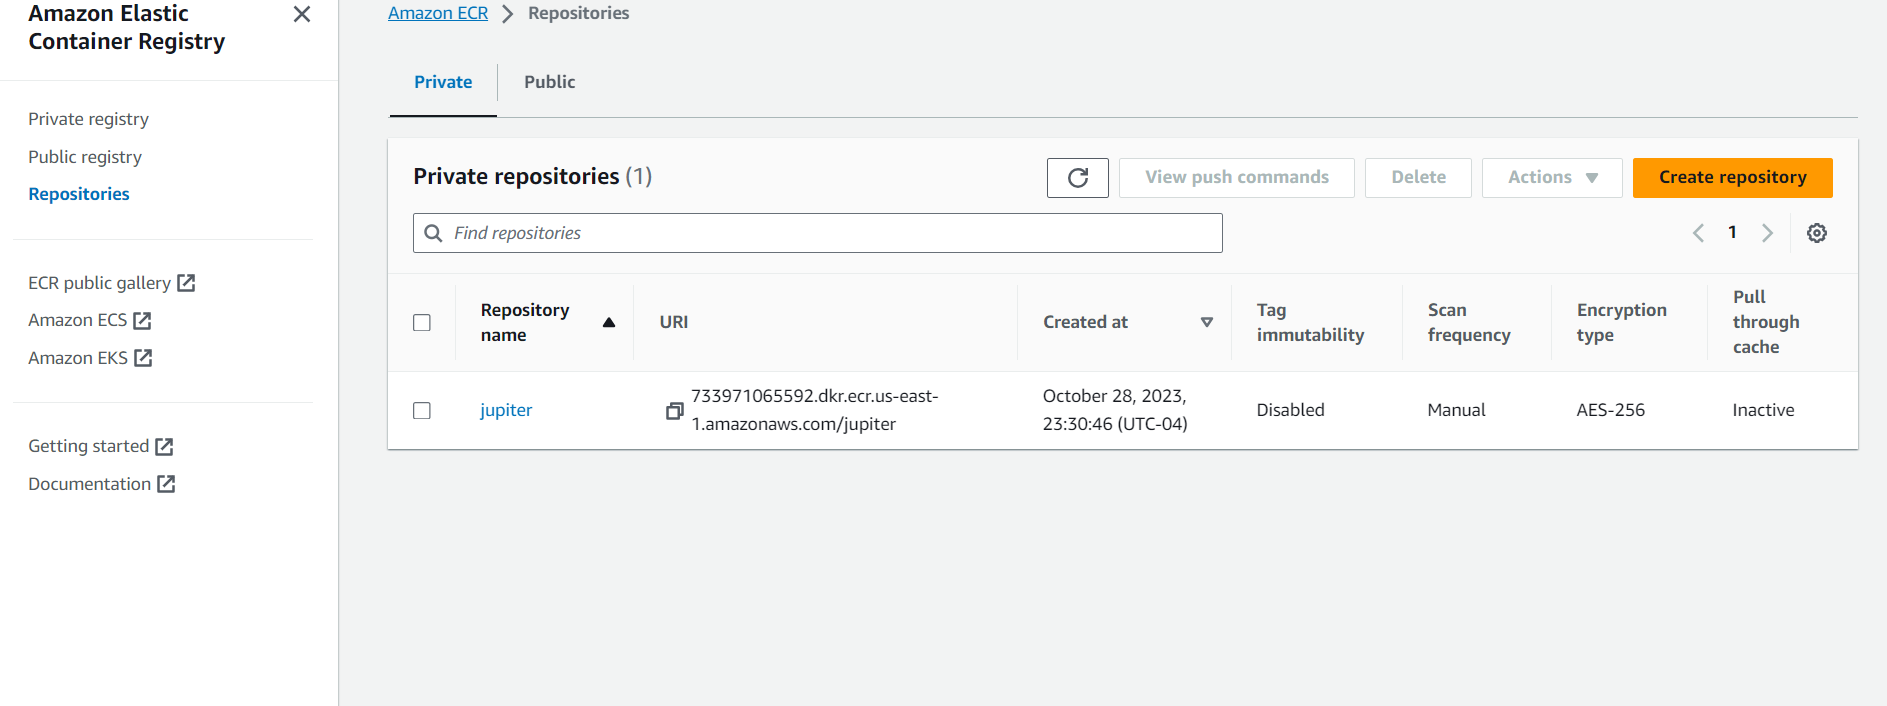 Amazon Elastic
Container Registry
Private registry
Public registry
Repositories
ECR public gallery
Amazon ECS
Amazon EKS
Getting started
Documentation
Amazon ECR > Repositories
Private
Public
Private repositories (1)
View push commands
Delete
Actions
Create repository
Find repositories
1
Repository
name
URI
Created at
Tag
immutability
Scan
frequency
Encryption
type
Pull
through
cache
jupiter
733971065592.dkr.ecr.us-east-
1.amazonaws.com/jupiter
October 28, 2023,
23:30:46 (UTC-04)
Disabled
Manual
AES-256
Inactive